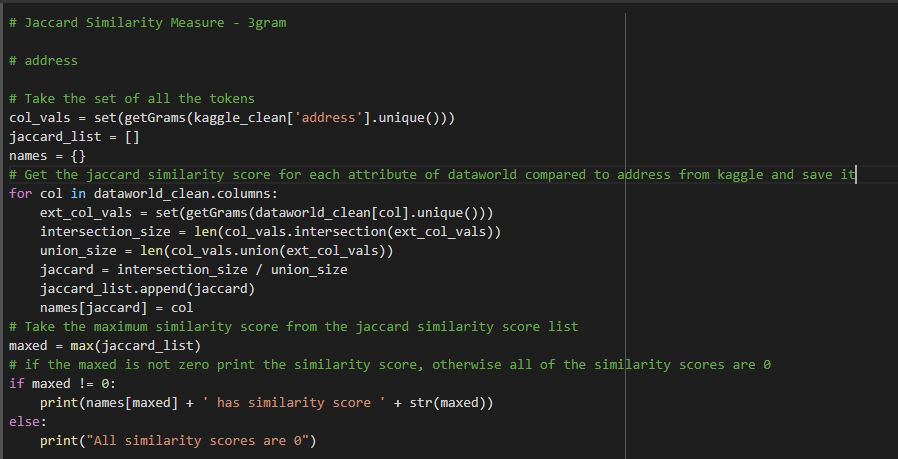 # Jaccard Similarity Measure - 3gram
# address
# Take the set of all the tokens
col_vals = set(getGrams(kaggle_clean['address'].unique()))
jaccard_list = []
names = {}
# Get the jaccard similarity score for each attribute of dataworld compared to address from kaggle and save it
for col in dataworld_clean.columns:
    ext_col_vals = set(getGrams(dataworld_clean[col].unique()))
    intersection_size = len(col_vals.intersection(ext_col_vals))
    union_size = len(col_vals.union(ext_col_vals))
    jaccard = intersection_size / union_size
    jaccard_list.append(jaccard)
    names[jaccard] = col
# Take the maximum similarity score from the jaccard similarity score list
maxed = max(jaccard_list)
# if the maxed is not zero print the similarity score, otherwise all of the similarity scores are 0
if maxed != 0:
    print(names[maxed] + ' has similarity score ' + str(maxed))
else:
    print("All similarity scores are 0")